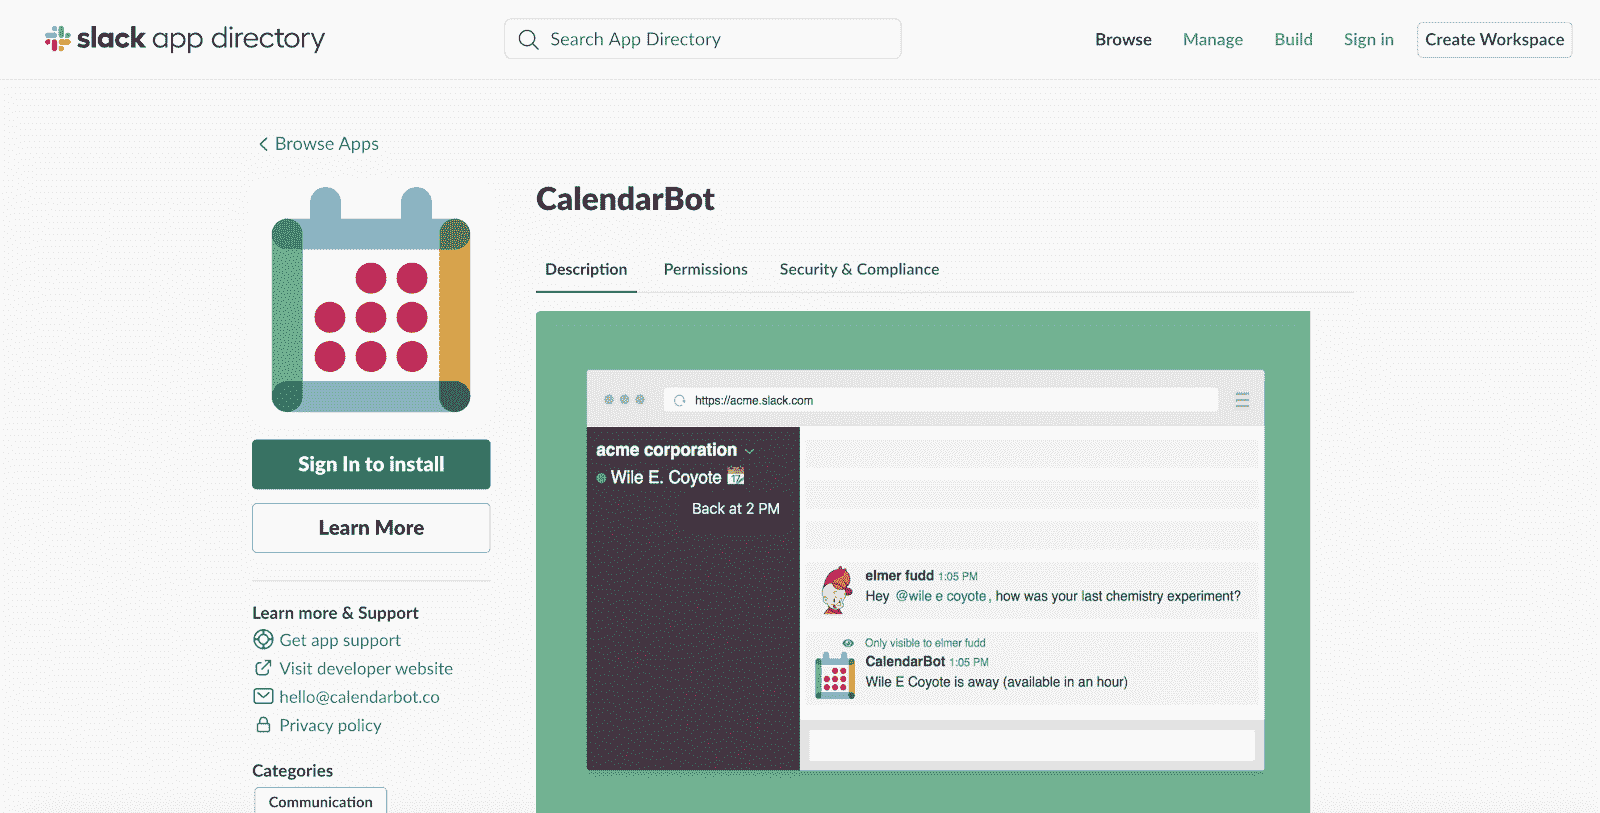 slack app directory
Search App Directory
Browse
Manage
Build
Sign in
Create Workspace
Browse Apps
CalendarBot
Description
Permissions
Security & Compliance
Sign In to install
Learn More
Learn more & Support
Get app support
Visit developer website
hello@calendarbot.co
Privacy policy
Categories
Communication
https://acme.slack.com
acme corporation
Wile E. Coyote
Back at 2 PM
elmer fudd 1:05 PM
Hey @wile e coyote, how was your last chemistry experiment?
Only visible to elmer fudd
CalendarBot 1:05 PM
Wile E Coyote is away (available in an hour)